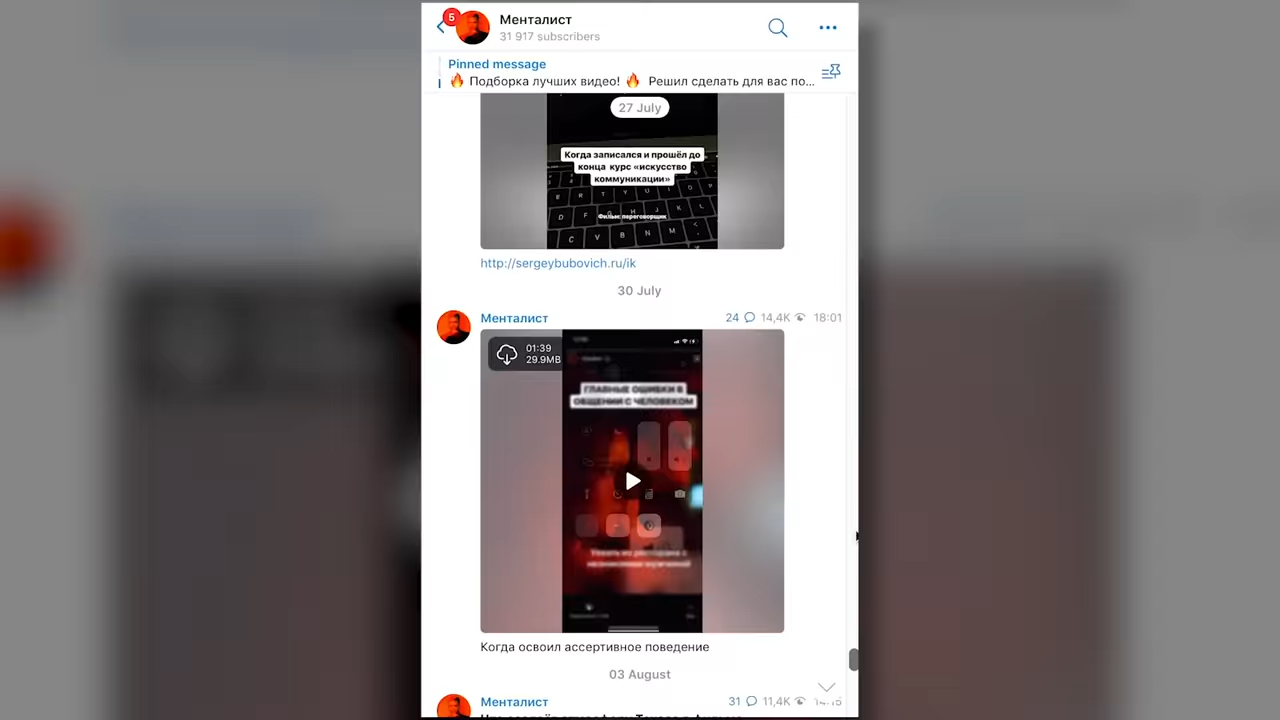 5
Менталист
31 917 subscribers
Pinned message
🔥 Подборка лучших видео! 🔥 Решил сделать для вас по...
27 July
Когда записался и прошёл до
конца курс «искусство
коммуникации»
Фильм: переговорщик
http://sergeybubovich.ru/ik
30 July
Менталист
24 14,4K 18:01
01:39
29.9MB
ГЛАВНЫЕ ОШИБКИ В
ОБЩЕНИИ С ЧЕЛОВЕКОМ
Когда освоил ассертивное поведение
03 August
Менталист
31 11,4K